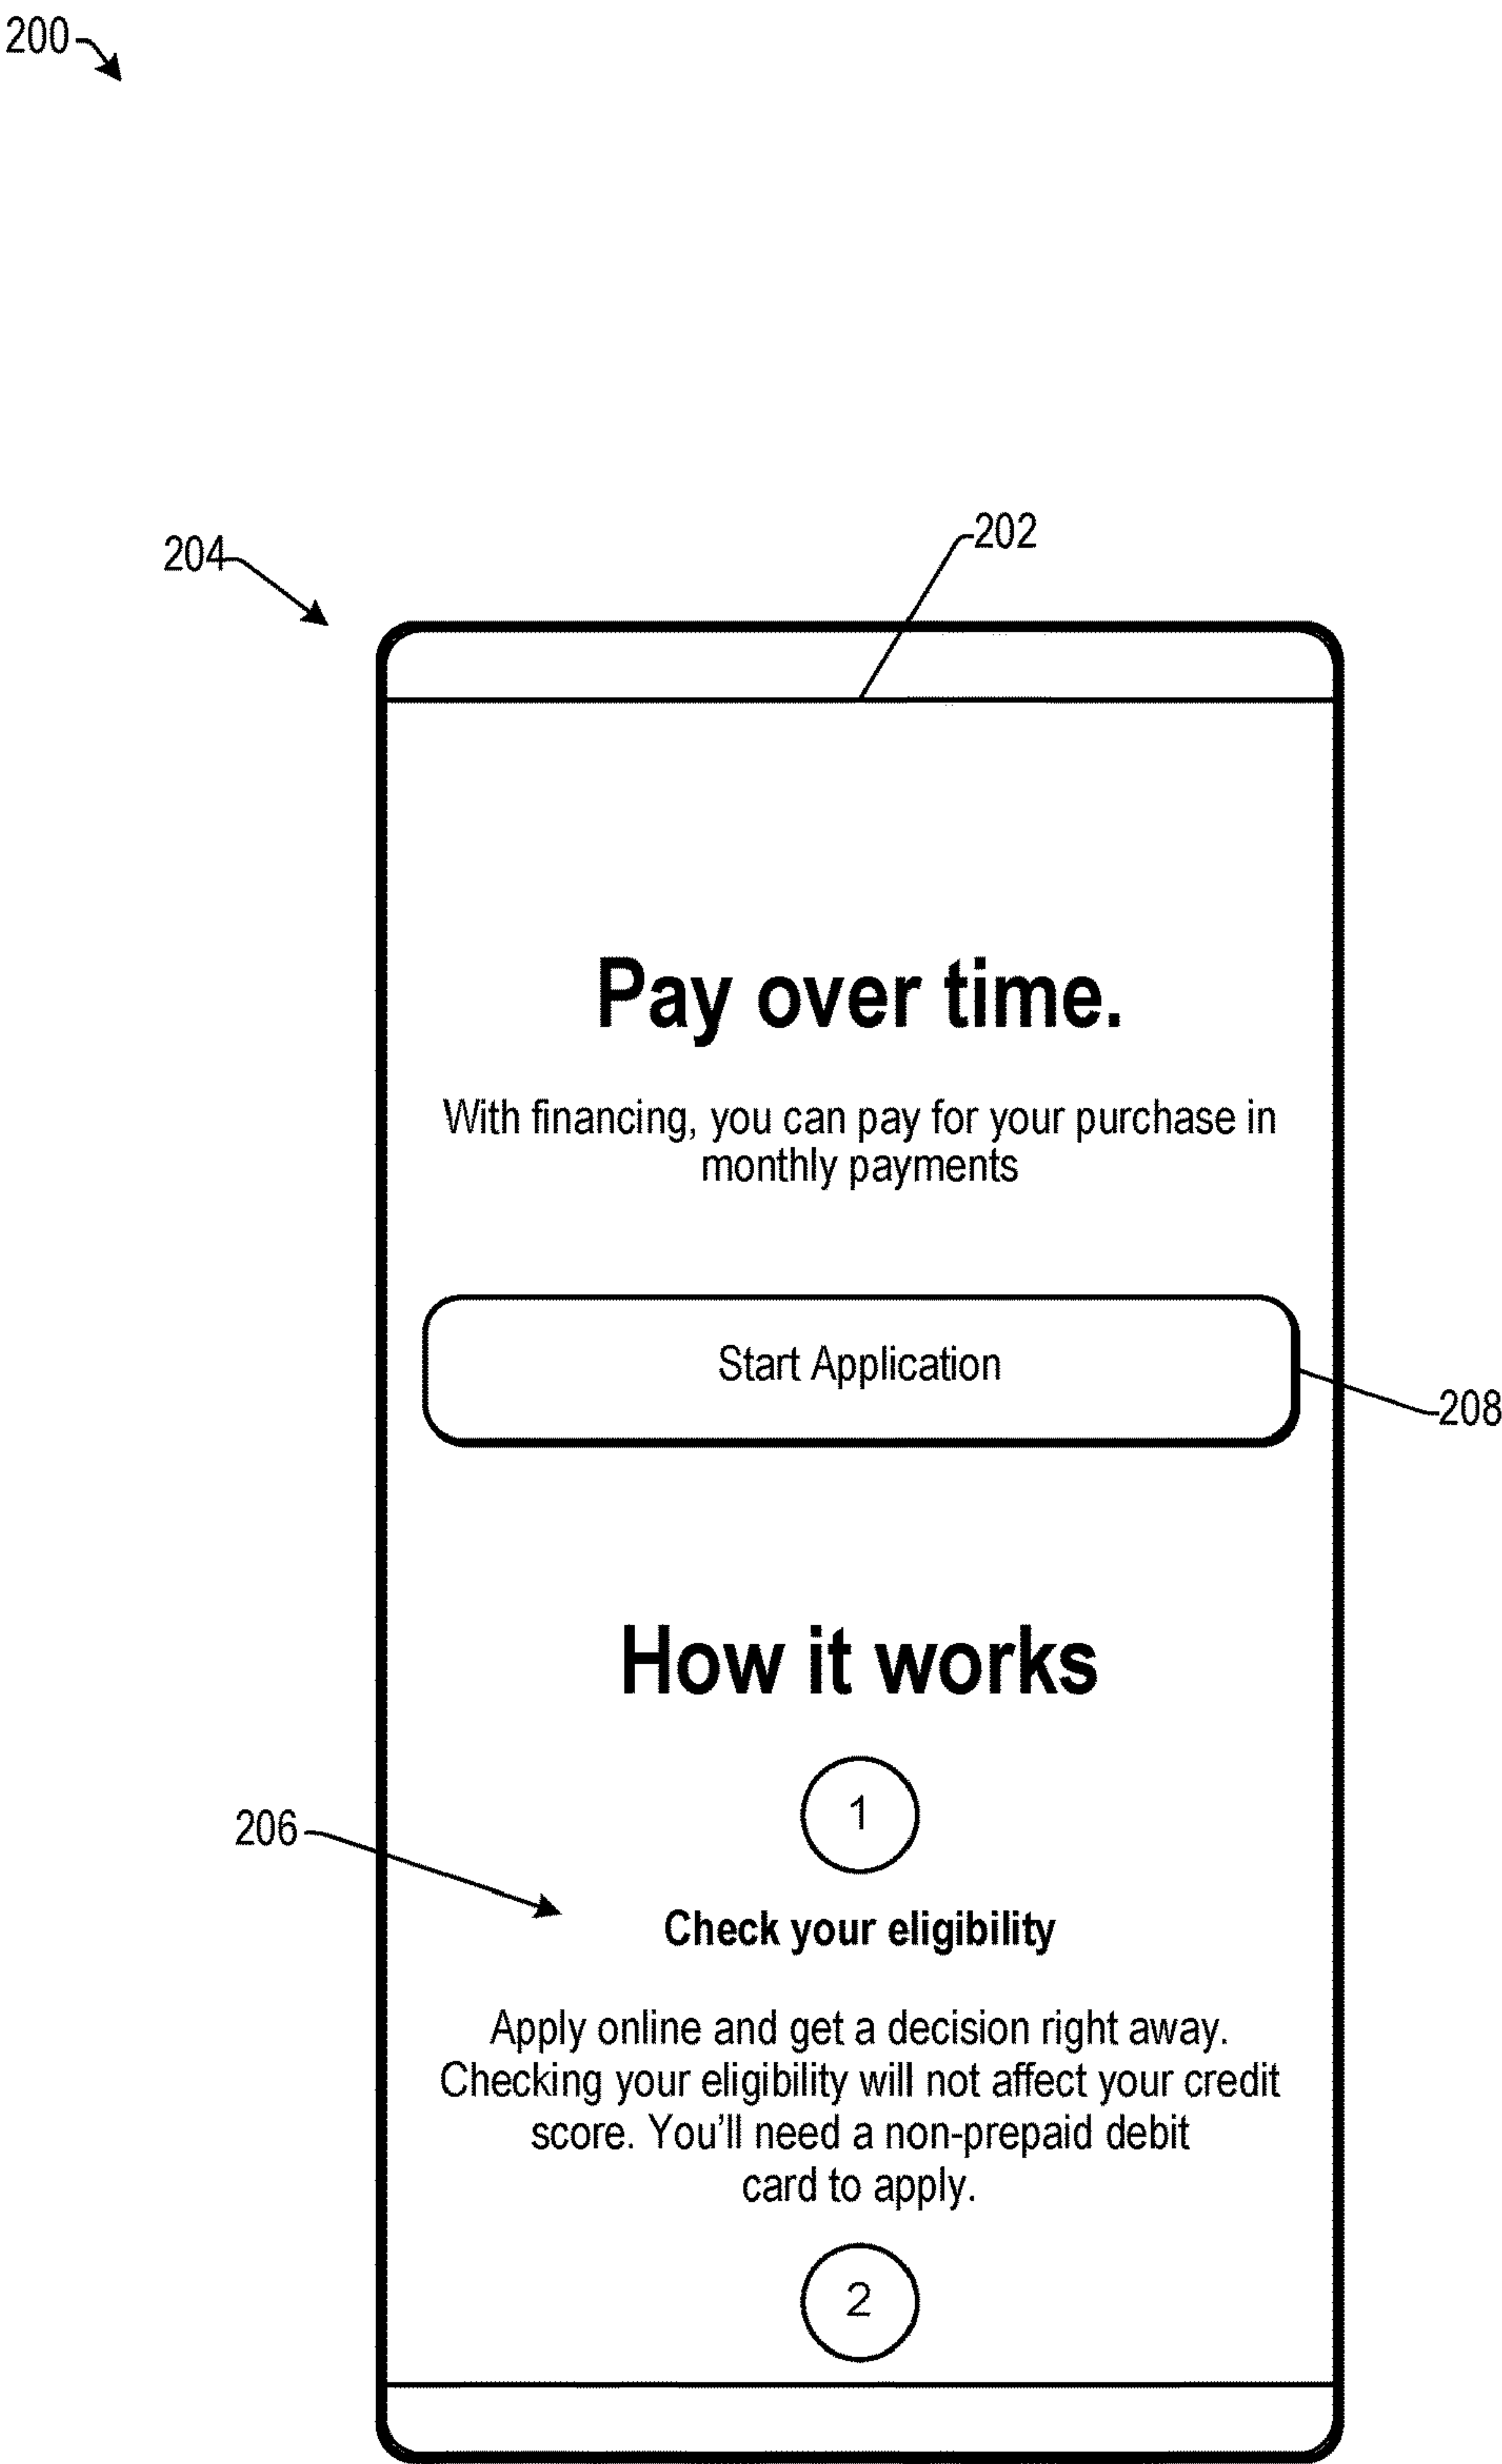 200
202
204
Pay over time.
With financing, you can pay for your purchase in
monthly payments
Start Application
208
How it works
1
206
Check your eligibility
Apply online and get a decision right away.
Checking your eligibility will not affect your credit
score. You'll need a non-prepaid debit
card to apply.
2